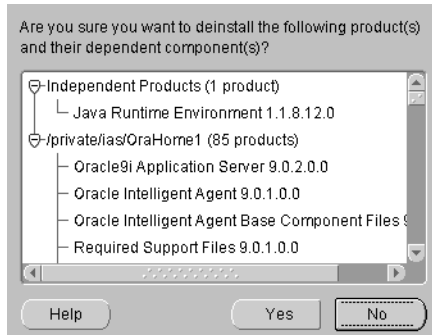 Are you sure you want to deinstall the following product(s)
and their dependent component(s)?
Independent Products (1 product)
Java Runtime Environment 1.1.8.12.0
/private/ias/OraHome1 (85 products)
Oracle9i Application Server 9.0.2.0.0
Oracle Intelligent Agent 9.0.1.0.0
Oracle Intelligent Agent Base Component Files
Required Support Files 9.0.1.0.0
Help
Yes
No